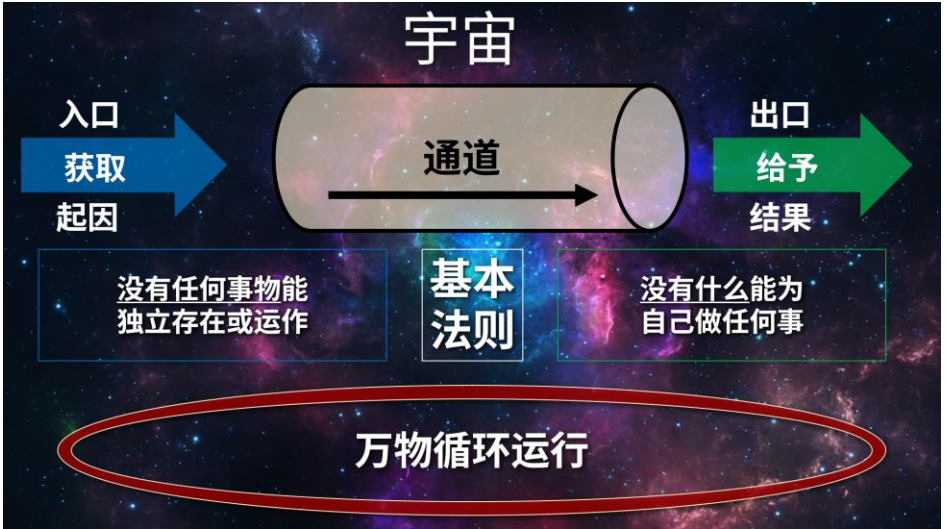 宇宙
入口
获取
起因
通道
出口
给予
结果
没有任何事物能
独立存在或运作
基本
法则
没有什么能为
自己做任何事
万物循环运行